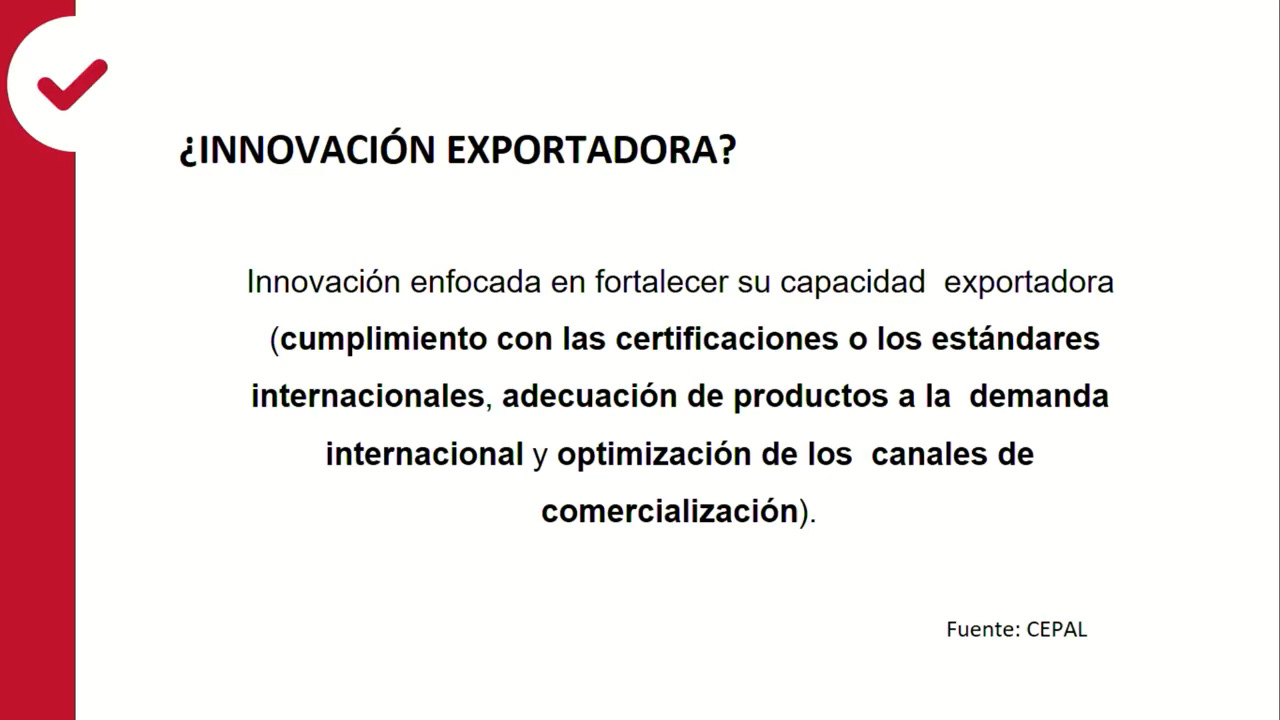 ¿INNOVACIÓN EXPORTADORA?
Innovación enfocada en fortalecer su capacidad exportadora
(cumplimiento con las certificaciones o los estándares
internacionales, adecuación de productos a la demanda
internacional y optimización de los canales de
comercialización).
Fuente: CEPAL